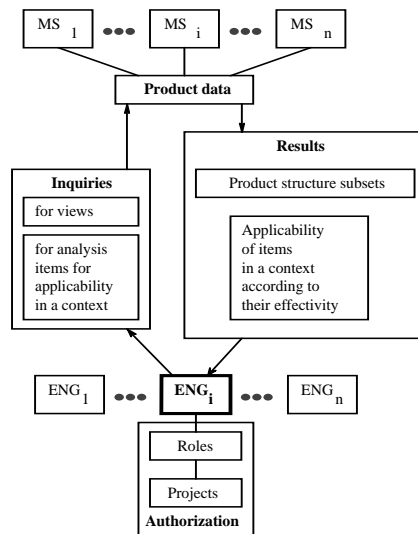 MS 1 ●●● MS i ●●● MS n
Product data
Results
Inquiries
Product structure subsets
for views
for analysis
items for
applicability
in a context
Applicability
of items
in a context
according to
their effectivity
ENG 1 ●●● ENG i ●●● ENG n
Roles
Projects
Authorization